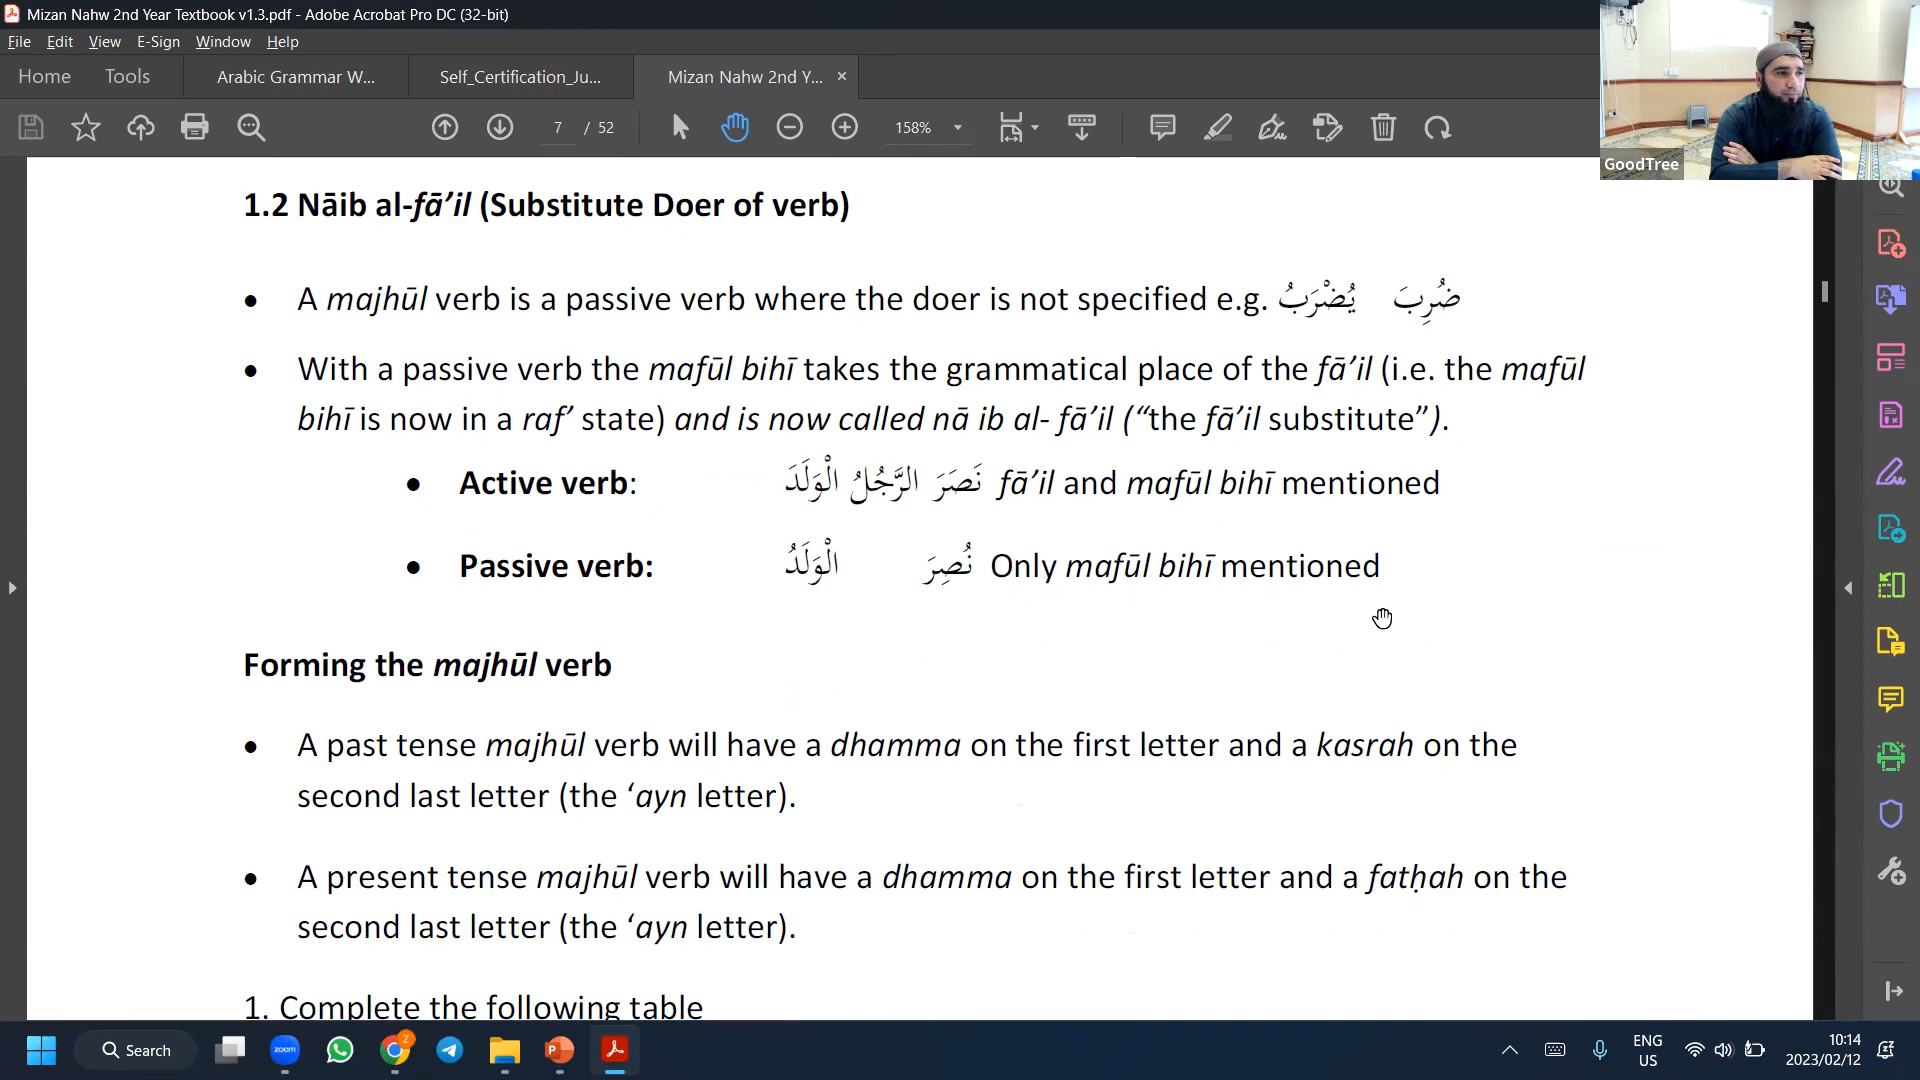 Mizan Nahw 2nd Year Textbook v1.3.pdf - Adobe Acrobat Pro DC (32-bit)
File Edit View E-Sign Window Help
Home Tools Arabic Grammar W... Self_Certification_Ju... Mizan Nahw 2nd Y... ×
7 / 52 158%
GoodTree
1.2 Nāib al-fā’il (Substitute Doer of verb)
• A majhūl verb is a passive verb where the doer is not specified e.g. ضُرِبَ يُضْرَبُ
• With a passive verb the mafūl bihī takes the grammatical place of the fā’il (i.e. the mafūl
bihī is now in a raf’ state) and is now called nā ib al- fā’il (“the fā’il substitute”).
• Active verb: نَصَرَ الرَّجُلُ الْوَلَدَ fā’il and mafūl bihī mentioned
• Passive verb: نُصِرَ الْوَلَدُ Only mafūl bihī mentioned
Forming the majhūl verb
• A past tense majhūl verb will have a dhamma on the first letter and a kasrah on the
second last letter (the ‘ayn letter).
• A present tense majhūl verb will have a dhamma on the first letter and a fatḥah on the
second last letter (the ‘ayn letter).
1. Complete the following table
Search
zoom
Z
ENG
US
10:14
2023/02/12